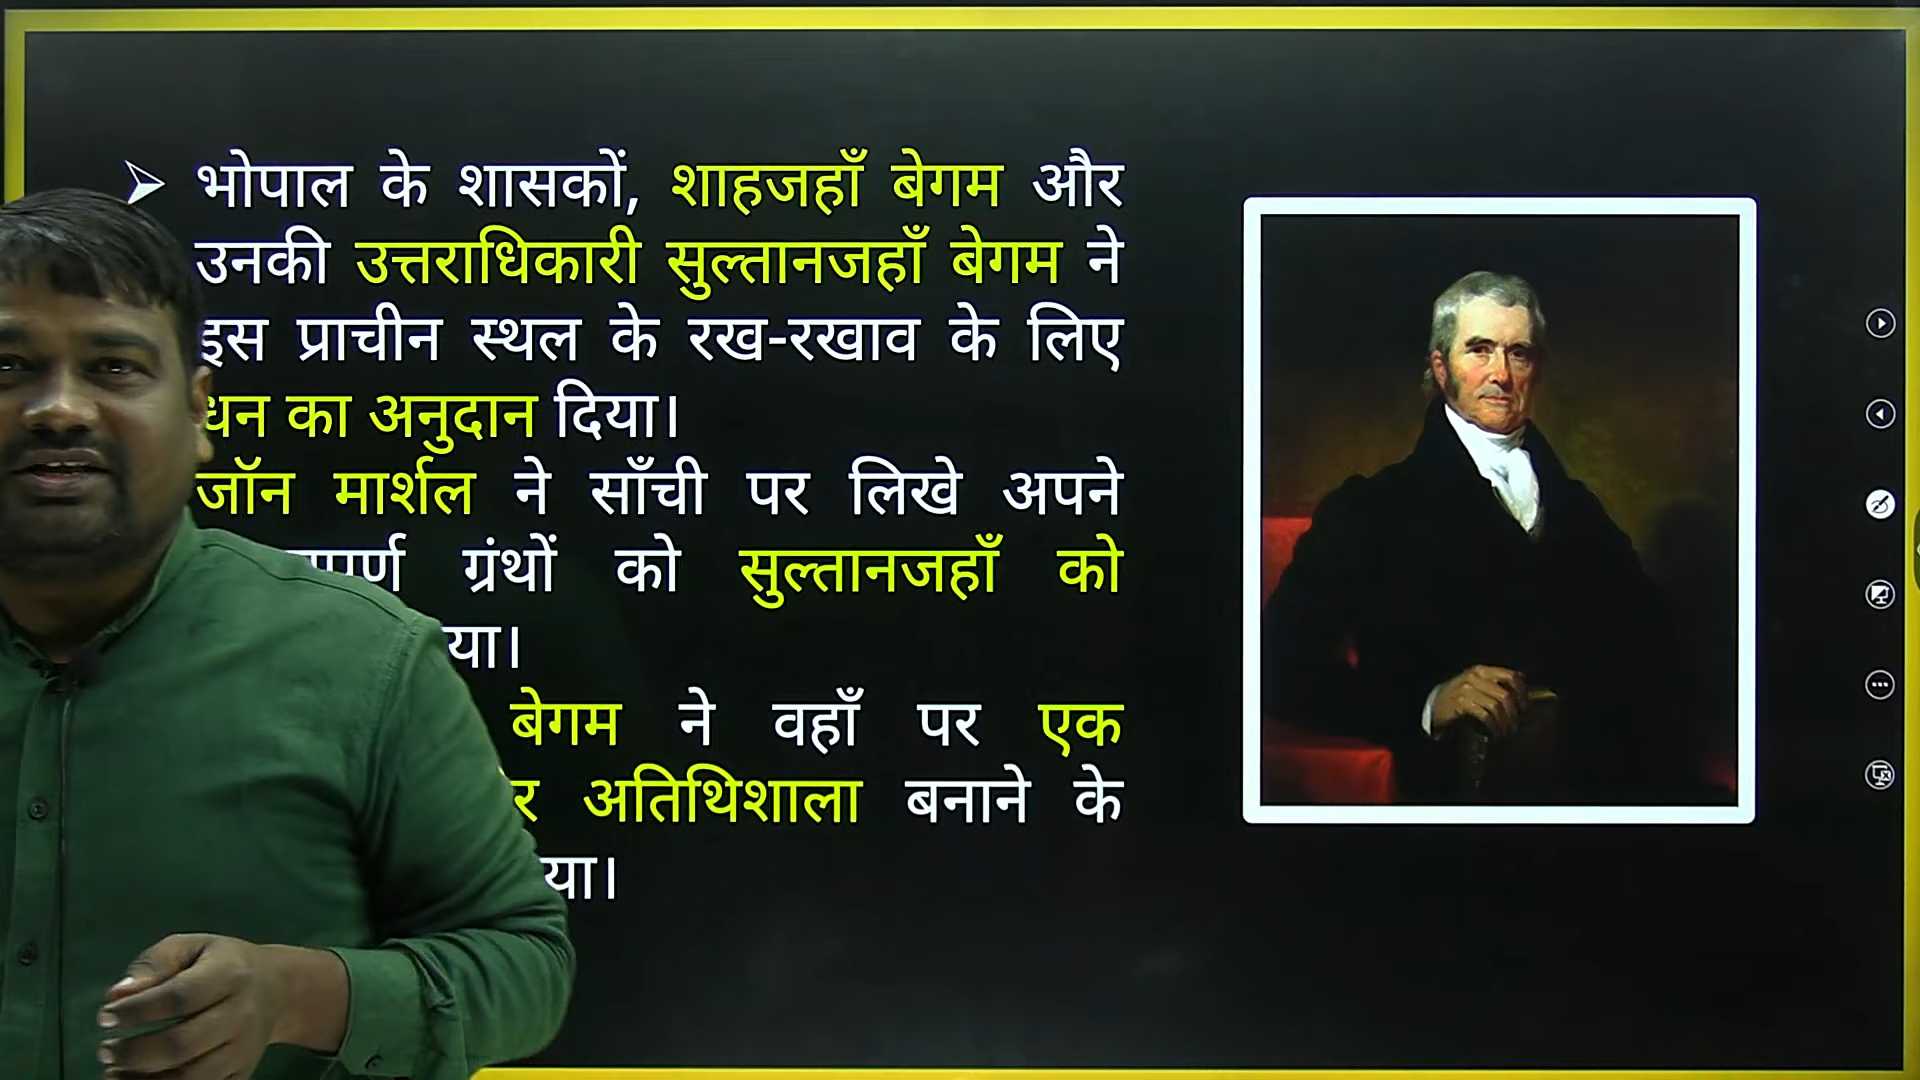 भोपाल के शासकों, शाहजहाँ बेगम और
उनकी उत्तराधिकारी सुल्तानजहाँ बेगम ने
इस प्राचीन स्थल के रख-रखाव के लिए
धन का अनुदान दिया।
जॉन मार्शल ने साँची पर लिखे अपने
ग्रंथों को सुल्तानजहाँ को
बेगम ने वहाँ पर एक
अतिथिशाला बनाने के